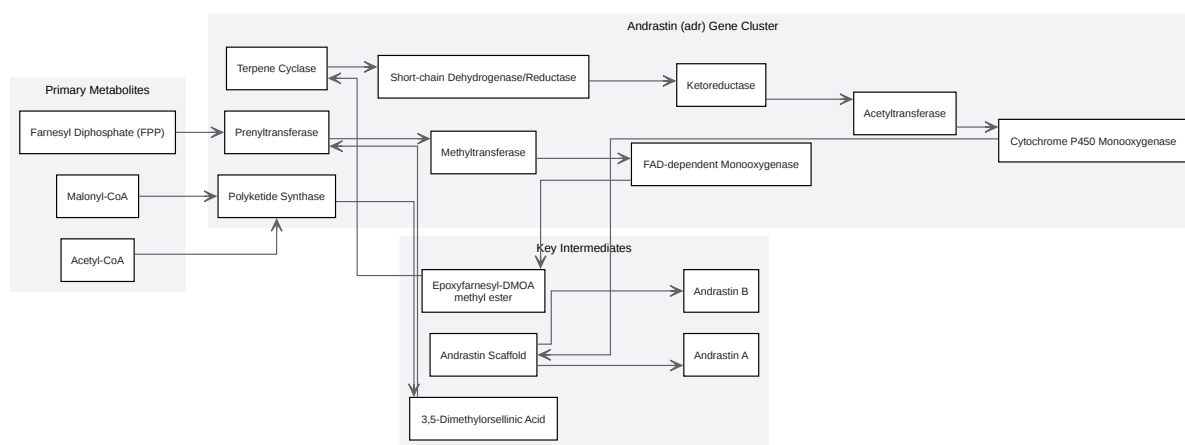 Andrastin (adr) Gene Cluster
Terpene Cyclase
Short-chain Dehydrogenase/Reductase
Ketoreductase
Acetyltransferase
Cytochrome P450 Monooxygenase
Primary Metabolites
Farnesyl Diphosphate (FPP)
Prenyltransferase
Methyltransferase
FAD-dependent Monooxygenase
Malonyl-CoA
Polyketide Synthase
Acetyl-CoA
Key Intermediates
Epoxyfarnesyl-DMOA
methyl ester
Andrastin B
Andrastin Scaffold
Andrastin A
3,5-Dimethylorsellinic Acid